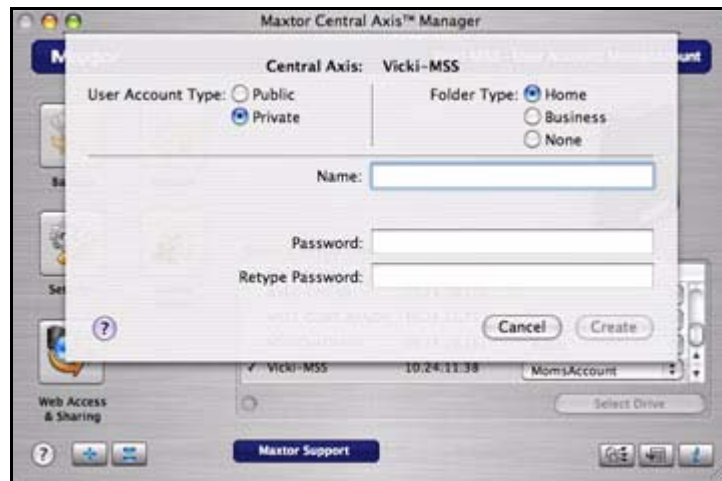 Maxtor Central Axis™ Manager
Central Axis: Vicki-MSS
User Account Type: Public
Private
Folder Type: Home
Business
None
Name:
Password:
Retype Password:
?
Cancel
Create
✓ Vicki-MSS 10.24.11.38 MomsAccount
Web Access
& Sharing
Select Drive
?
Maxtor Support